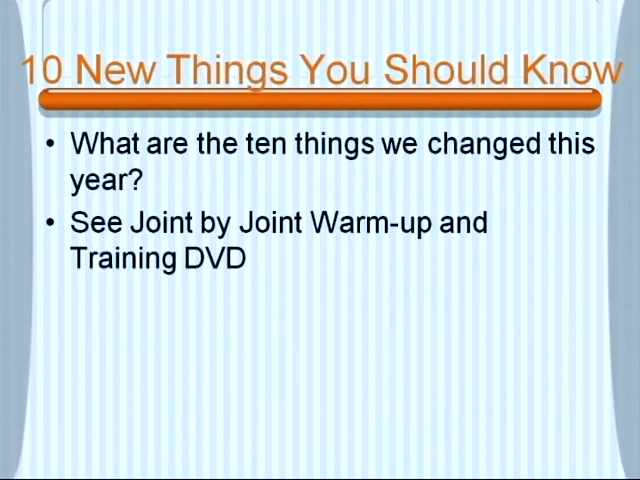 10 New Things You Should Know
• What are the ten things we changed this
year?
• See Joint by Joint Warm-up and
Training DVD